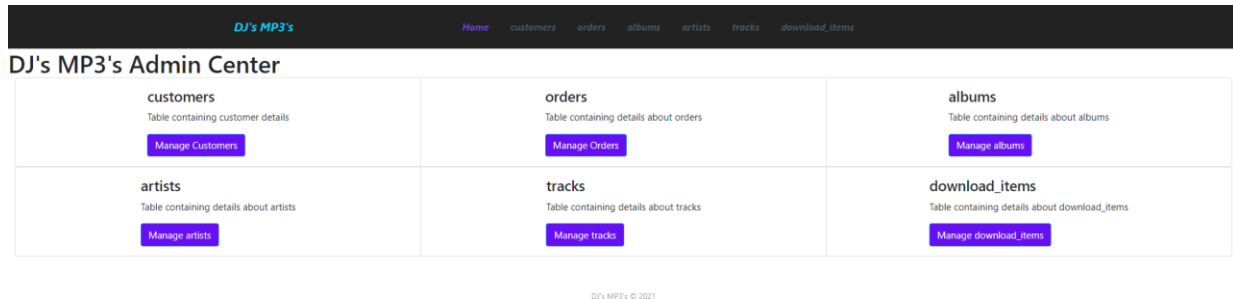 DJ's MP3's Home customers orders albums artists tracks download_items
DJ's MP3's Admin Center
customers
Table containing customer details
Manage Customers
orders
Table containing details about orders
Manage Orders
albums
Table containing details about albums
Manage albums
artists
Table containing details about artists
Manage artists
tracks
Table containing details about tracks
Manage tracks
download_items
Table containing details about download_items
Manage download_items
DJ's MP3's © 2021